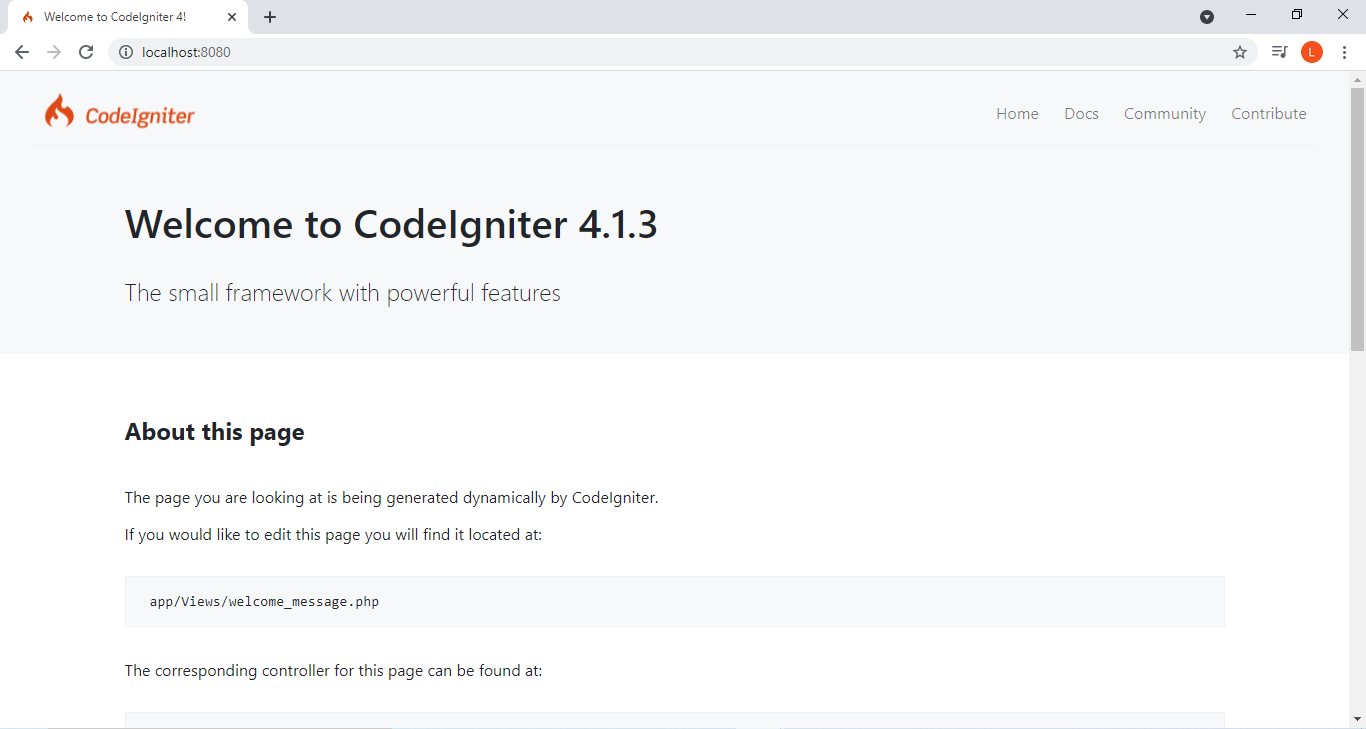 Welcome to CodeIgniter 4!
localhost:8080
L
CodeIgniter
Home Docs Community Contribute
Welcome to CodeIgniter 4.1.3
The small framework with powerful features
About this page
The page you are looking at is being generated dynamically by CodeIgniter.
If you would like to edit this page you will find it located at:
app/Views/welcome_message.php
The corresponding controller for this page can be found at: